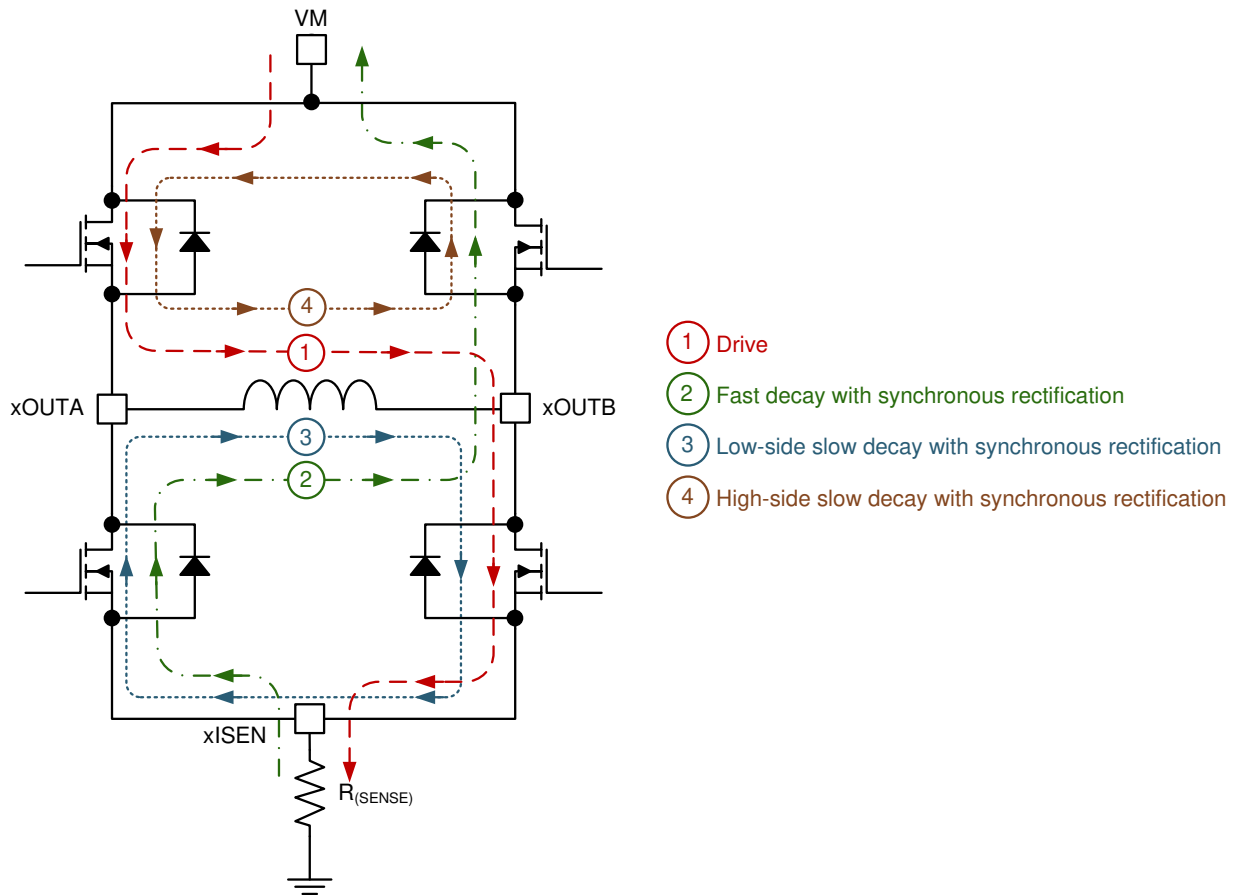 VM
4
1
1 Drive
2 Fast decay with synchronous rectification
xOUTA
xOUTB
3
3 Low-side slow decay with synchronous rectification
2
4 High-side slow decay with synchronous rectification
xISEN
R(SENSE)